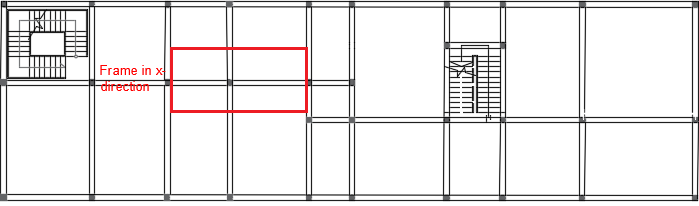 Frame in x-
direction